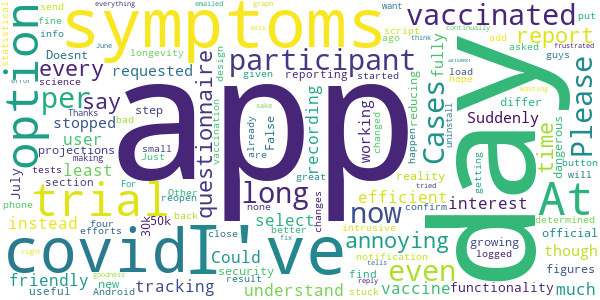 app
day
covid
I've
symptoms
trial
At
option
long
now
even
Please
Cases
participant
vaccinated
per
say
every
report
annoying
time
questionnaire
select
working
recording
efficient
interest
instead
friendly
tracking
understand
vaccine
functionality
much
though
Suddenly
fully
requested
stopped
user
least
projections
section
step
Could
security
False
already
are
reality
find
growing
official
figures
differ
dangerous
reducing
reporting
started
given
longevity
info
fine
ago
send
put
add
script
asked
load
hope
guys
design
want
emailed
graph
June
everything
statistical
Doesnt
science
Thanks
making
bad
small
Just
tests
July
For
Other
four
efforts
phone
new
Android
useful
back
reopen
close
result
better
fix
none
great
changes
changed
happen
vaccination
30k
50k
confirm
intrusive
notification
stuck
tells
reply
tried
uninstall
getting
logged
determined
button
will
think
continually
frustrated
wasting
answer
sake
goodness
right